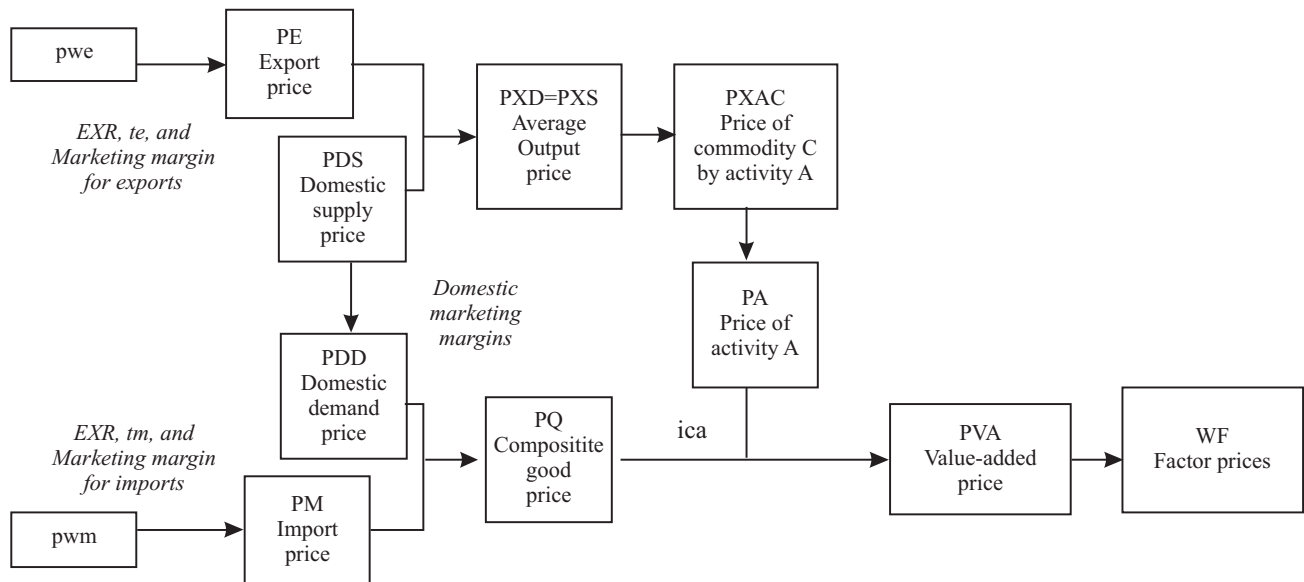 pwe
PE
Export
price
EXR, te, and
Marketing margin
for exports
PDS
Domestic
supply
price
PXD=PXS
Average
Output
price
PXAC
Price of
commodity C
by activity A
Domestic
marketing
margins
PA
Price of
activity A
PDD
Domestic
demand
price
EXR, tm, and
Marketing margin
for imports
pwm
PM
Import
price
PQ
Compositite
good
price
ica
PVA
Value-added
price
WF
Factor prices